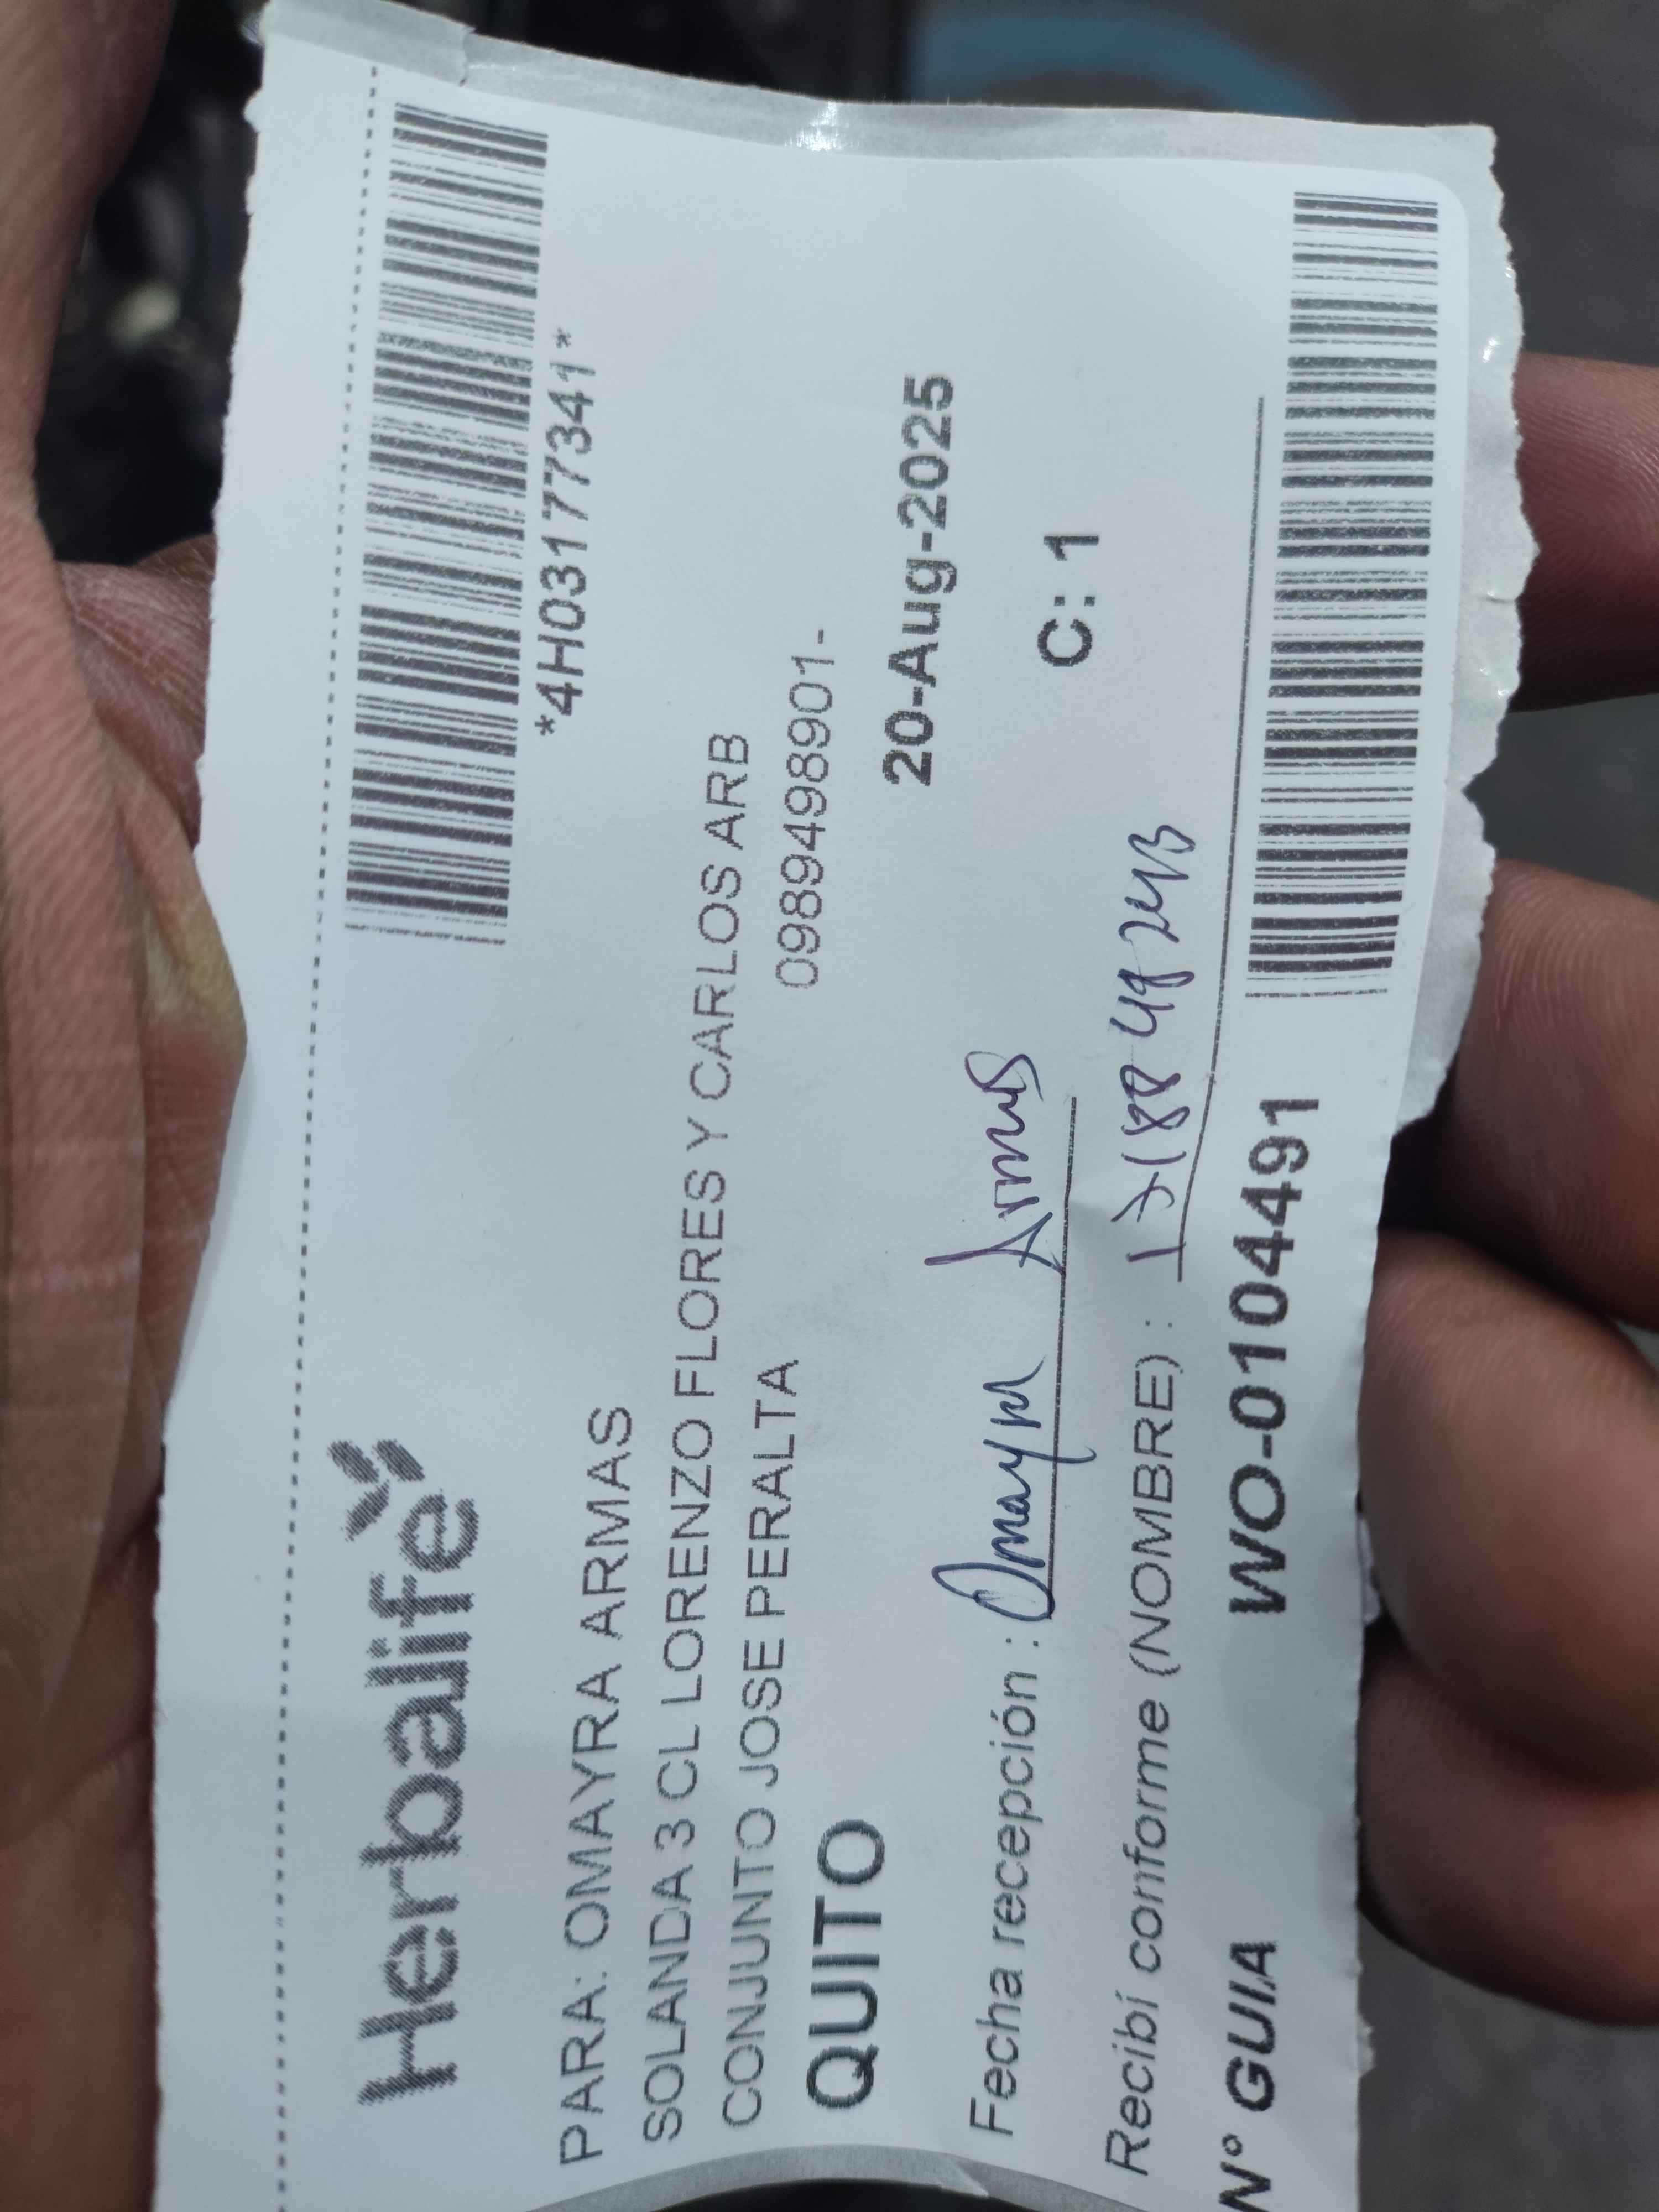 Herbalife
*4H03177341*
PARA: OMAYRA ARMAS
SOLANDA 3 CL LORENZO FLORES Y CARLOS ARB
CONJUNTO JOSE PERALTA 0989498901-
QUITO 20-Aug-2025
Fecha recepción : Omayra Armas C: 1
Recibí conforme (NOMBRE) :
Nº GUIA WO-0104491